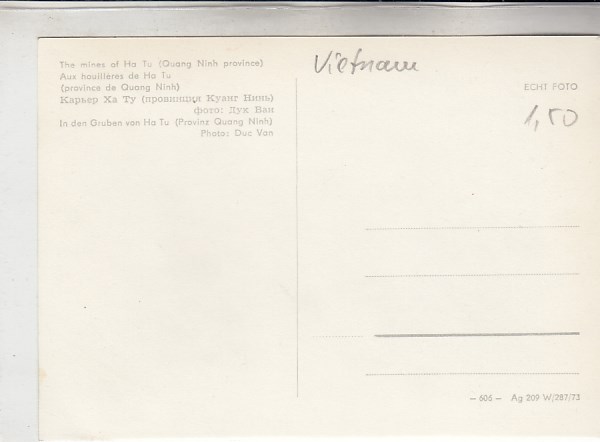 The mines of Ha Tu (Quang Ninh province)
Aux houillères de Ha Tu
(province de Quang Ninh)
Карьер Ха Ту (провинция Куанг Нинь)
фото: Дук Ван
In den Gruben von Ha Tu (Provinz Quang Ninh)
Photo: Duc Van
Vietnam
ECHT FOTO
1,50
– 606 – Ag 209 W/287/73